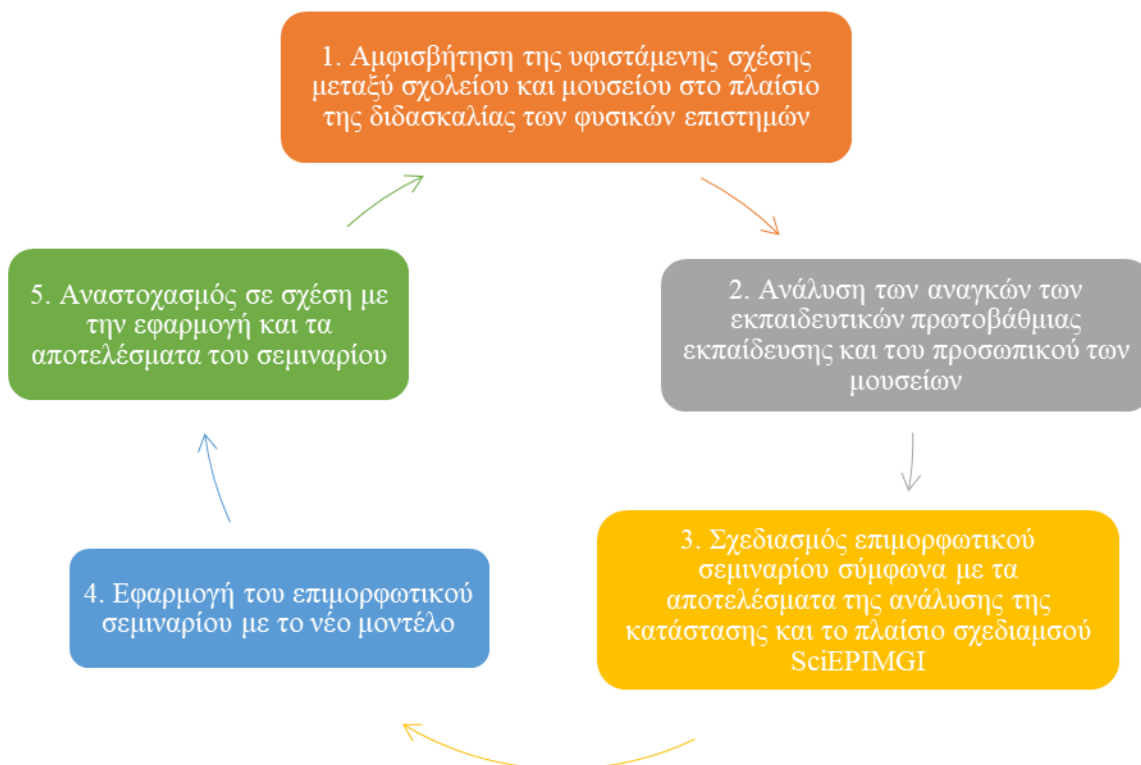 1. Αμφισβήτηση της υφιστάμενης σχέσης
μεταξύ σχολείου και μουσείου στο πλαίσιο
της διδασκαλίας των φυσικών επιστημών
2. Ανάλυση των αναγκών των
εκπαιδευτικών πρωτοβάθμιας
εκπαίδευσης και του προσωπικού των
μουσείων
3. Σχεδιασμός επιμορφωτικού
σεμιναρίου σύμφωνα με τα
αποτελέσματα της ανάλυσης της
κατάστασης και το πλαίσιο σχεδιαμσού
SciEPIMGI
4. Εφαρμογή του επιμορφωτικού
σεμιναρίου με το νέο μοντέλο
5. Αναστοχασμός σε σχέση με
την εφαρμογή και τα
αποτελέσματα του σεμιναρίου